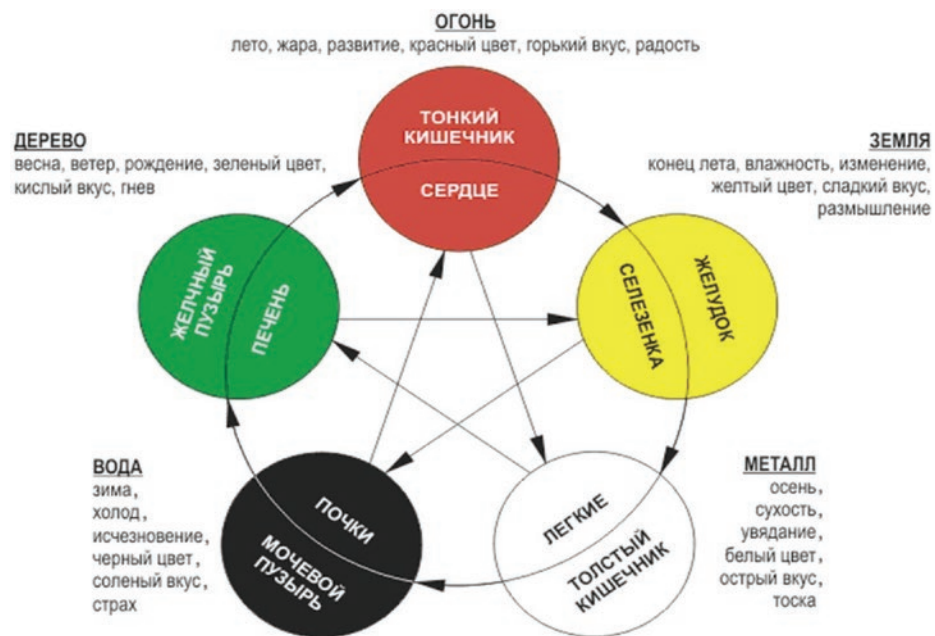 ОГОНЬ
лето, жара, развитие, красный цвет, горький вкус, радость
ТОНКИЙ
КИШЕЧНИК
СЕРДЦЕ
ДЕРЕВО
весна, ветер, рождение, зеленый цвет,
кислый вкус, гнев
ЗЕМЛЯ
конец лета, влажность, изменение,
желтый цвет, сладкий вкус,
размышление
ЖЕЛЧНЫЙ
ПУЗЫРЬ
ПЕЧЕНЬ
СЕЛЕЗЕНКА
ЖЕЛУДОК
ВОДА
зима,
холод,
исчезновение,
черный цвет,
соленый вкус,
страх
ПОЧКИ
МОЧЕВОЙ
ПУЗЫРЬ
ЛЕГКИЕ
ТОЛСТЫЙ
КИШЕЧНИК
МЕТАЛЛ
осень,
сухость,
увядание,
белый цвет,
острый вкус,
тоска